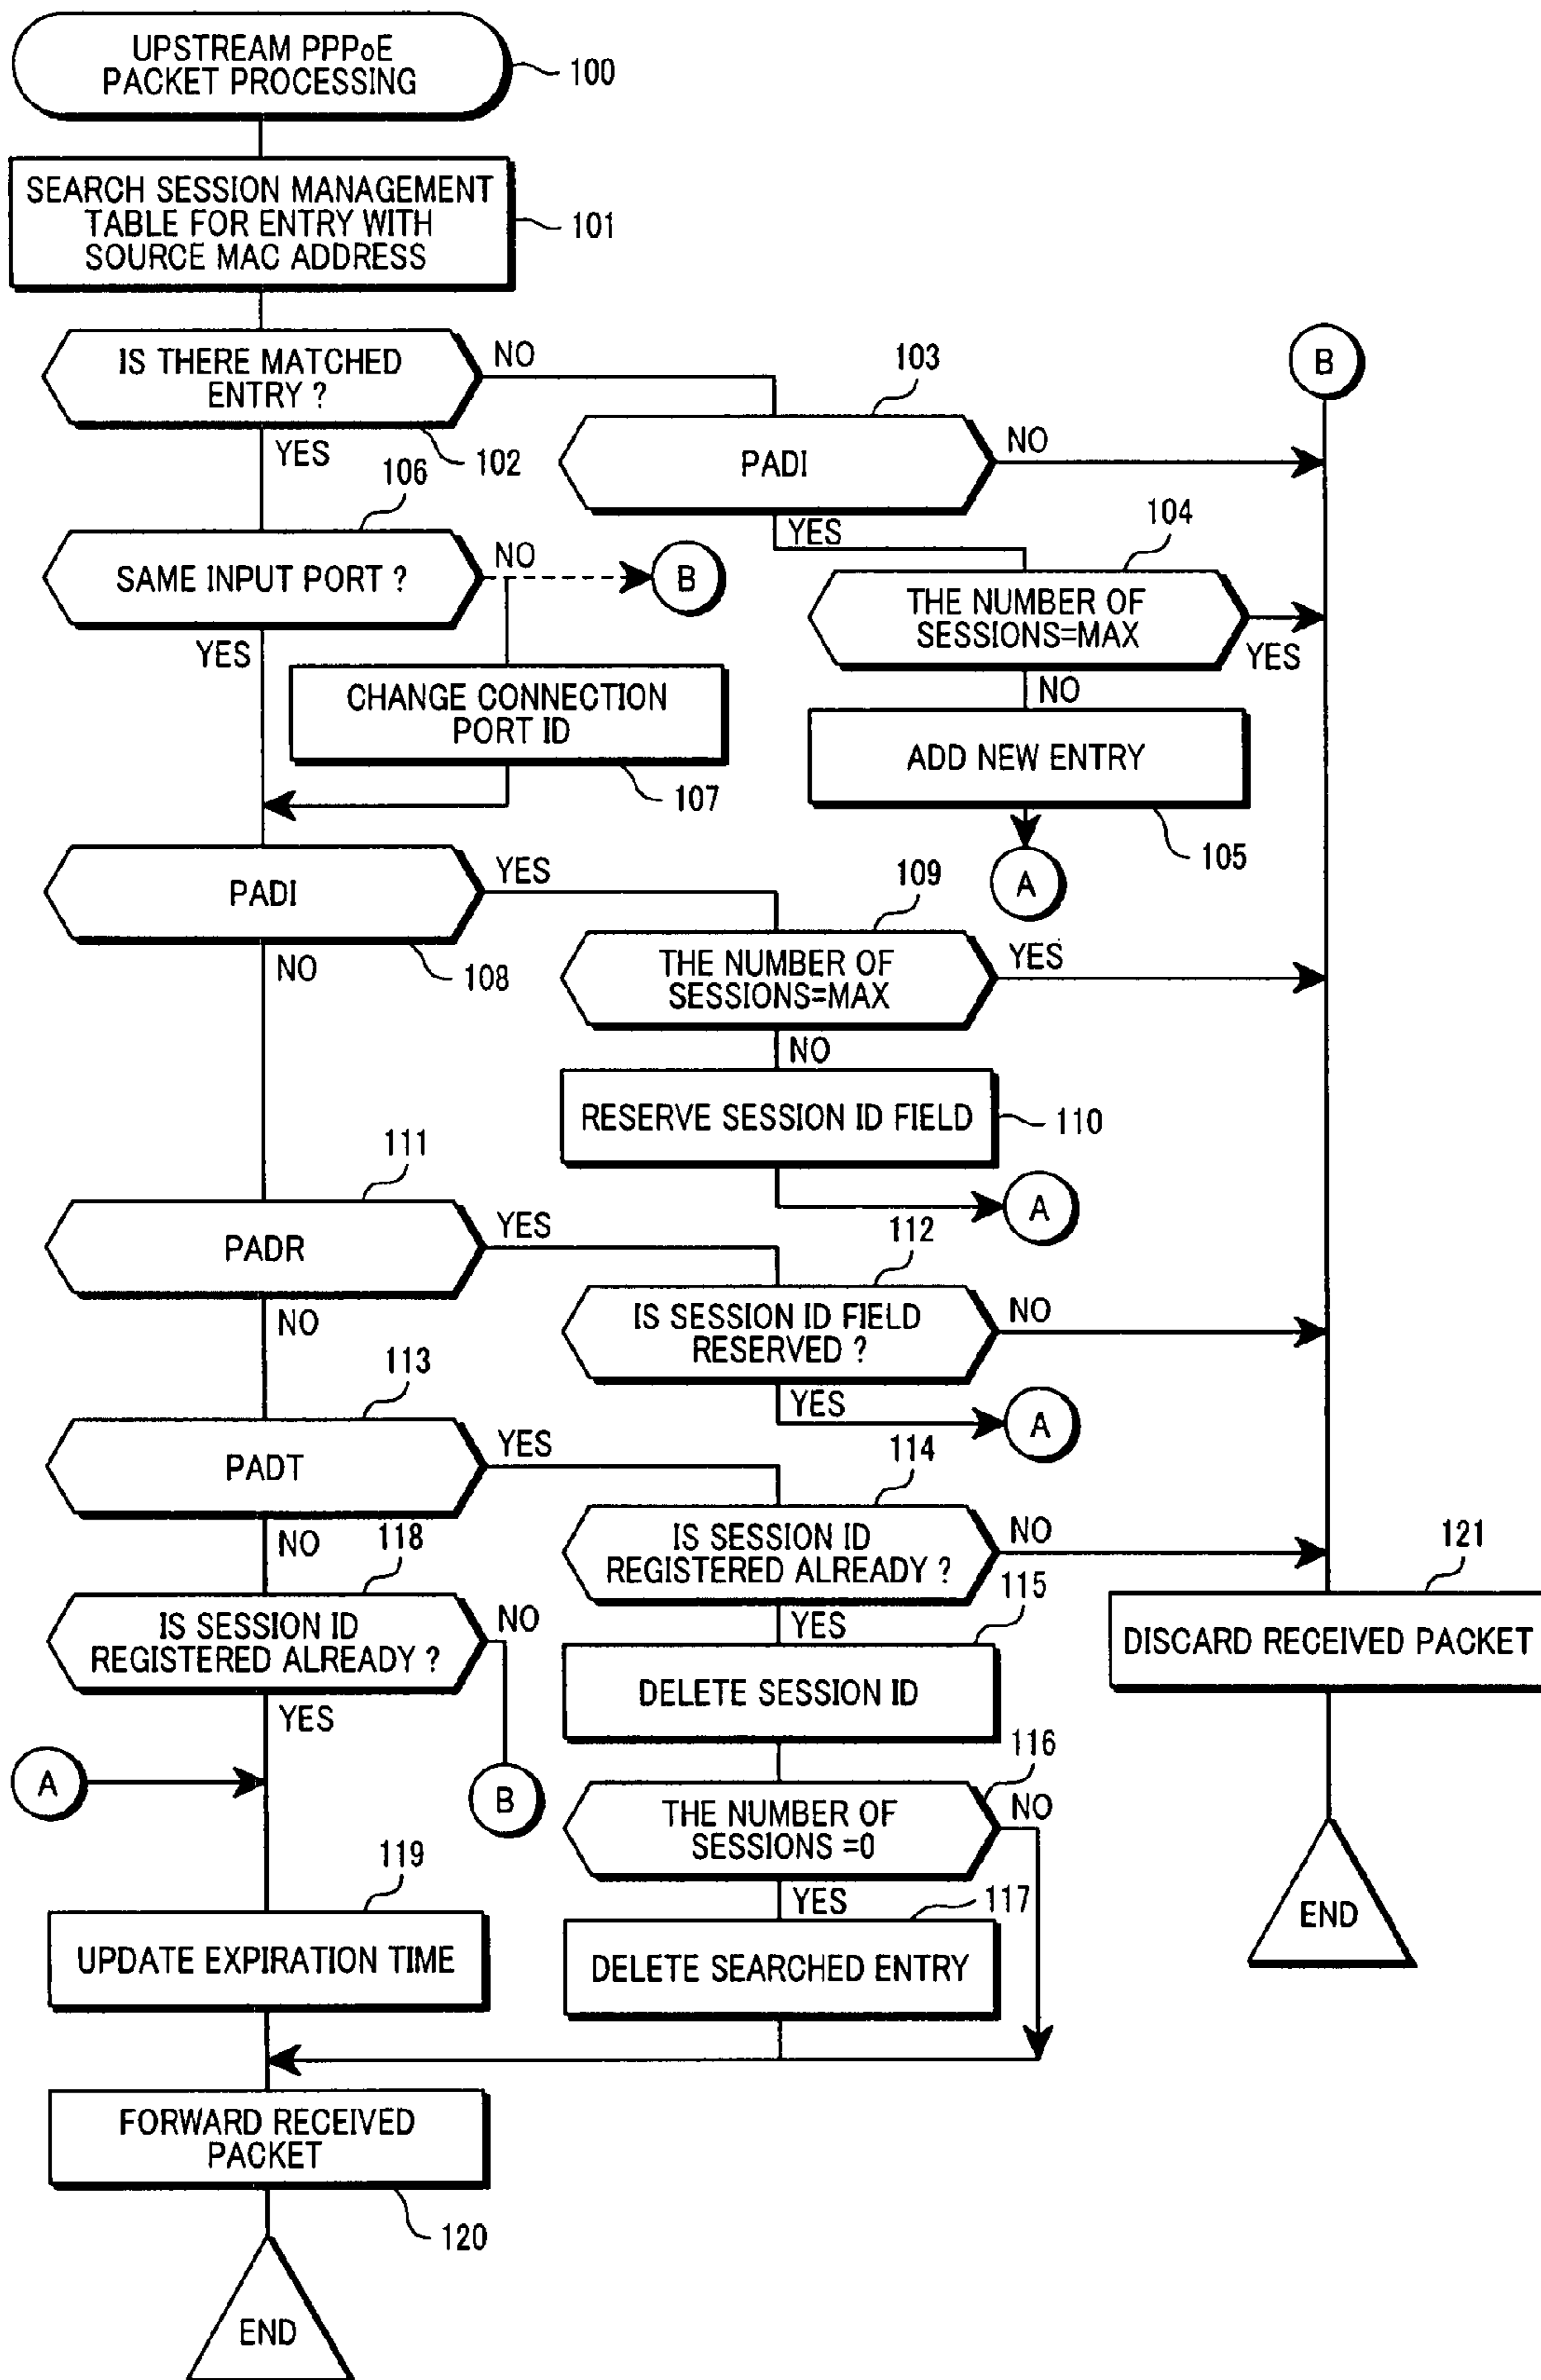 UPSTREAM PPPoE
PACKET PROCESSING
100
SEARCH SESSION MANAGEMENT
TABLE FOR ENTRY WITH
SOURCE MAC ADDRESS
101
IS THERE MATCHED
ENTRY ?
NO
YES
102
103
PADI
NO
YES
B
106
SAME INPUT PORT ?
NO
B
YES
104
THE NUMBER OF
SESSIONS=MAX
YES
NO
CHANGE CONNECTION
PORT ID
107
ADD NEW ENTRY
105
A
PADI
YES
NO
108
109
THE NUMBER OF
SESSIONS=MAX
YES
NO
RESERVE SESSION ID FIELD
110
A
111
PADR
YES
NO
112
IS SESSION ID FIELD
RESERVED ?
NO
YES
A
113
PADT
YES
NO
114
IS SESSION ID
REGISTERED ALREADY ?
NO
YES
118
IS SESSION ID
REGISTERED ALREADY ?
NO
YES
B
115
DELETE SESSION ID
121
DISCARD RECEIVED PACKET
A
116
THE NUMBER OF
SESSIONS =0
NO
YES
119
UPDATE EXPIRATION TIME
117
DELETE SEARCHED ENTRY
END
FORWARD RECEIVED
PACKET
120
END